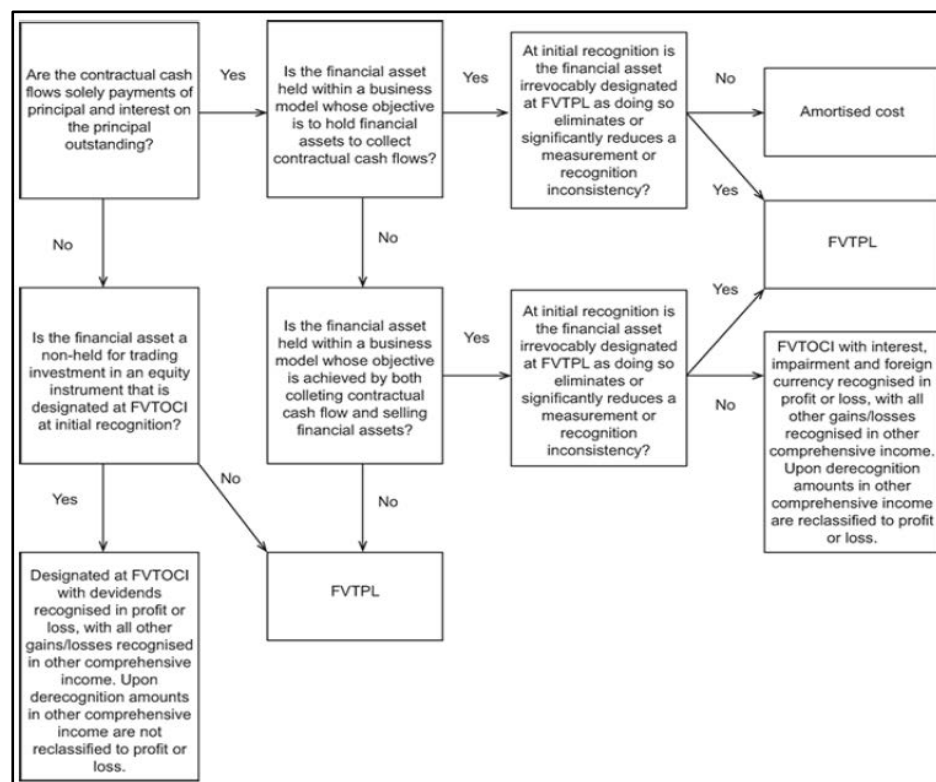 Are the contractual cash
flows solely payments of
principal and interest on
the principal
outstanding?
Yes
Is the financial asset
held within a business
model whose objective
is to hold financial
assets to collect
contractual cash flows?
Yes
At initial recognition is
the financial asset
irrevocably designated
at FVTPL as doing so
eliminates or
significantly reduces a
measurement or
recognition
inconsistency?
No
Amortised cost
Yes
FVTPL
No
No
Yes
Is the financial asset a
non-held for trading
investment in an equity
instrument that is
designated at FVTOCI
at initial recognition?
Is the financial asset
held within a business
model whose objective
is achieved by both
colleting contractual
cash flow and selling
financial assets?
Yes
At initial recognition is
the financial asset
irrevocably designated
at FVTPL as doing so
eliminates or
significantly reduces a
measurement or
recognition
inconsistency?
No
FVTOCI with interest,
impairment and foreign
currency recognised in
profit or loss, with all
other gains/losses
recognised in other
comprehensive income.
Upon derecognition
amounts in other
comprehensive income
are reclassified to profit
or loss.
Yes
No
No
Designated at FVTOCI
with devidends
recognised in profit or
loss, with all other
gains/losses recognised
in other comprehensive
income. Upon
derecognition amounts
in other comprehensive
income are not
reclassified to profit or
loss.
FVTPL